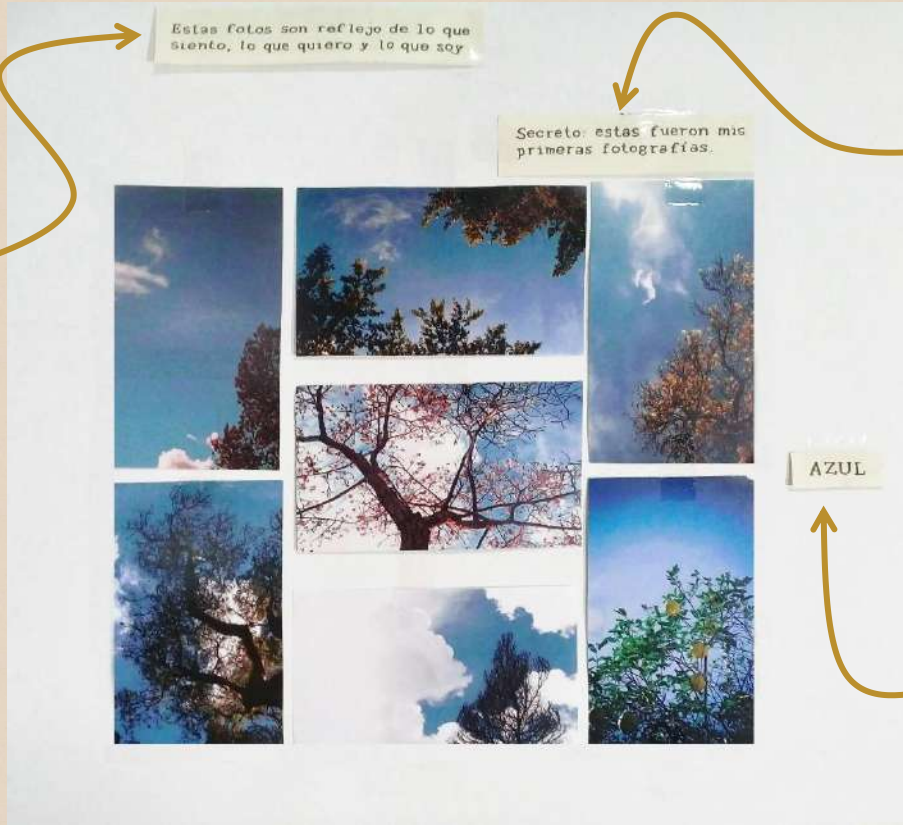 Estas fotos son reflejo de lo que
siento, lo que quiero y lo que soy
Secreto: estas fueron mis
primeras fotografías.
AZUL